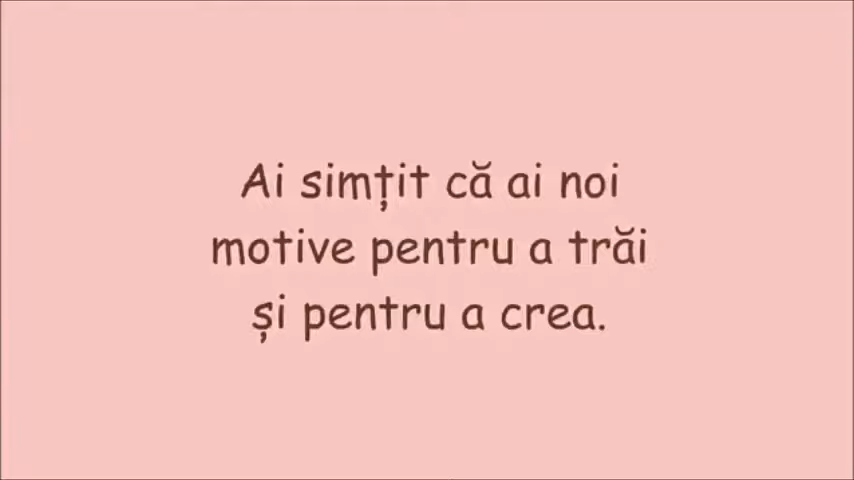 Ai simțit că ai noi
motive pentru a trăi
și pentru a crea.